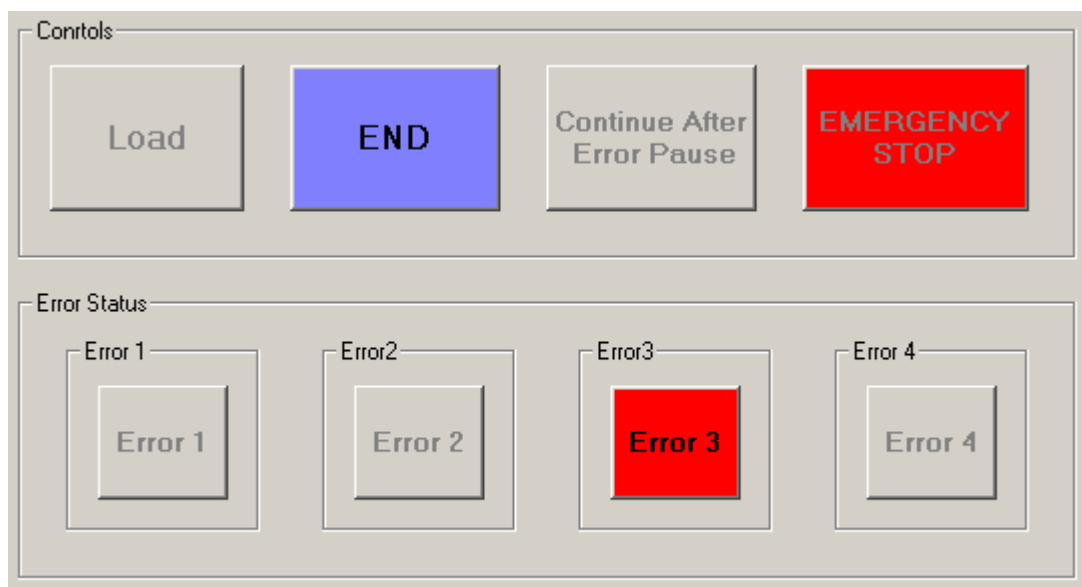 Conrtols
Load
END
Continue After
Error Pause
EMERGENCY
STOP
Error Status
Error 1
Error2
Error3
Error 4
Error 1
Error 2
Error 3
Error 4